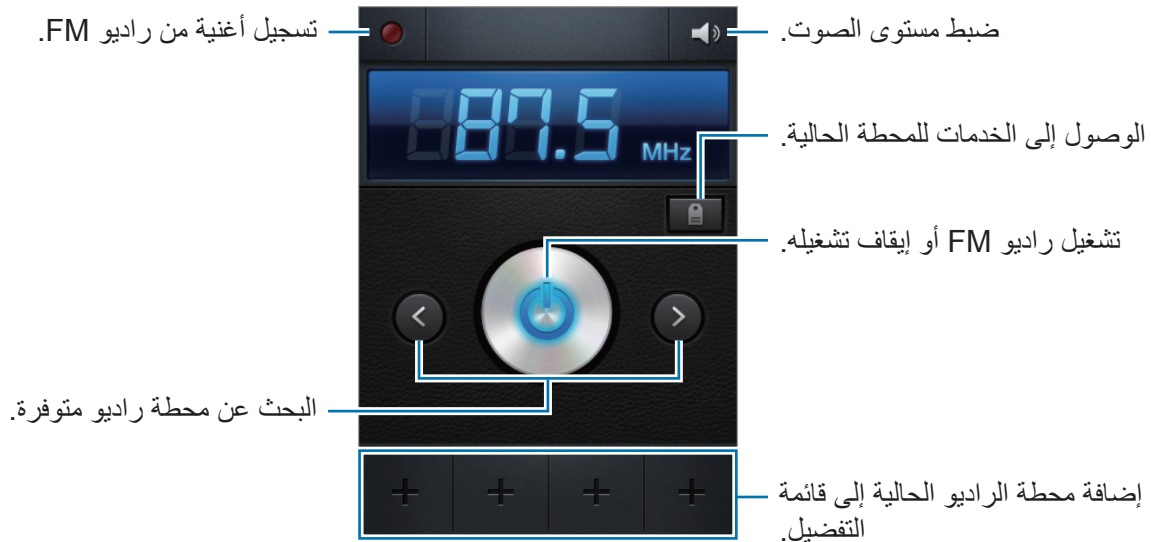 تسجيل أغنية من راديو FM.
ضبط مستوى الصوت.
87.5 MHz
الوصول إلى الخدمات للمحطة الحالية.
تشغيل راديو FM أو إيقاف تشغيله.
البحث عن محطة راديو متوفرة.
إضافة محطة الراديو الحالية إلى قائمة
التفضيل.